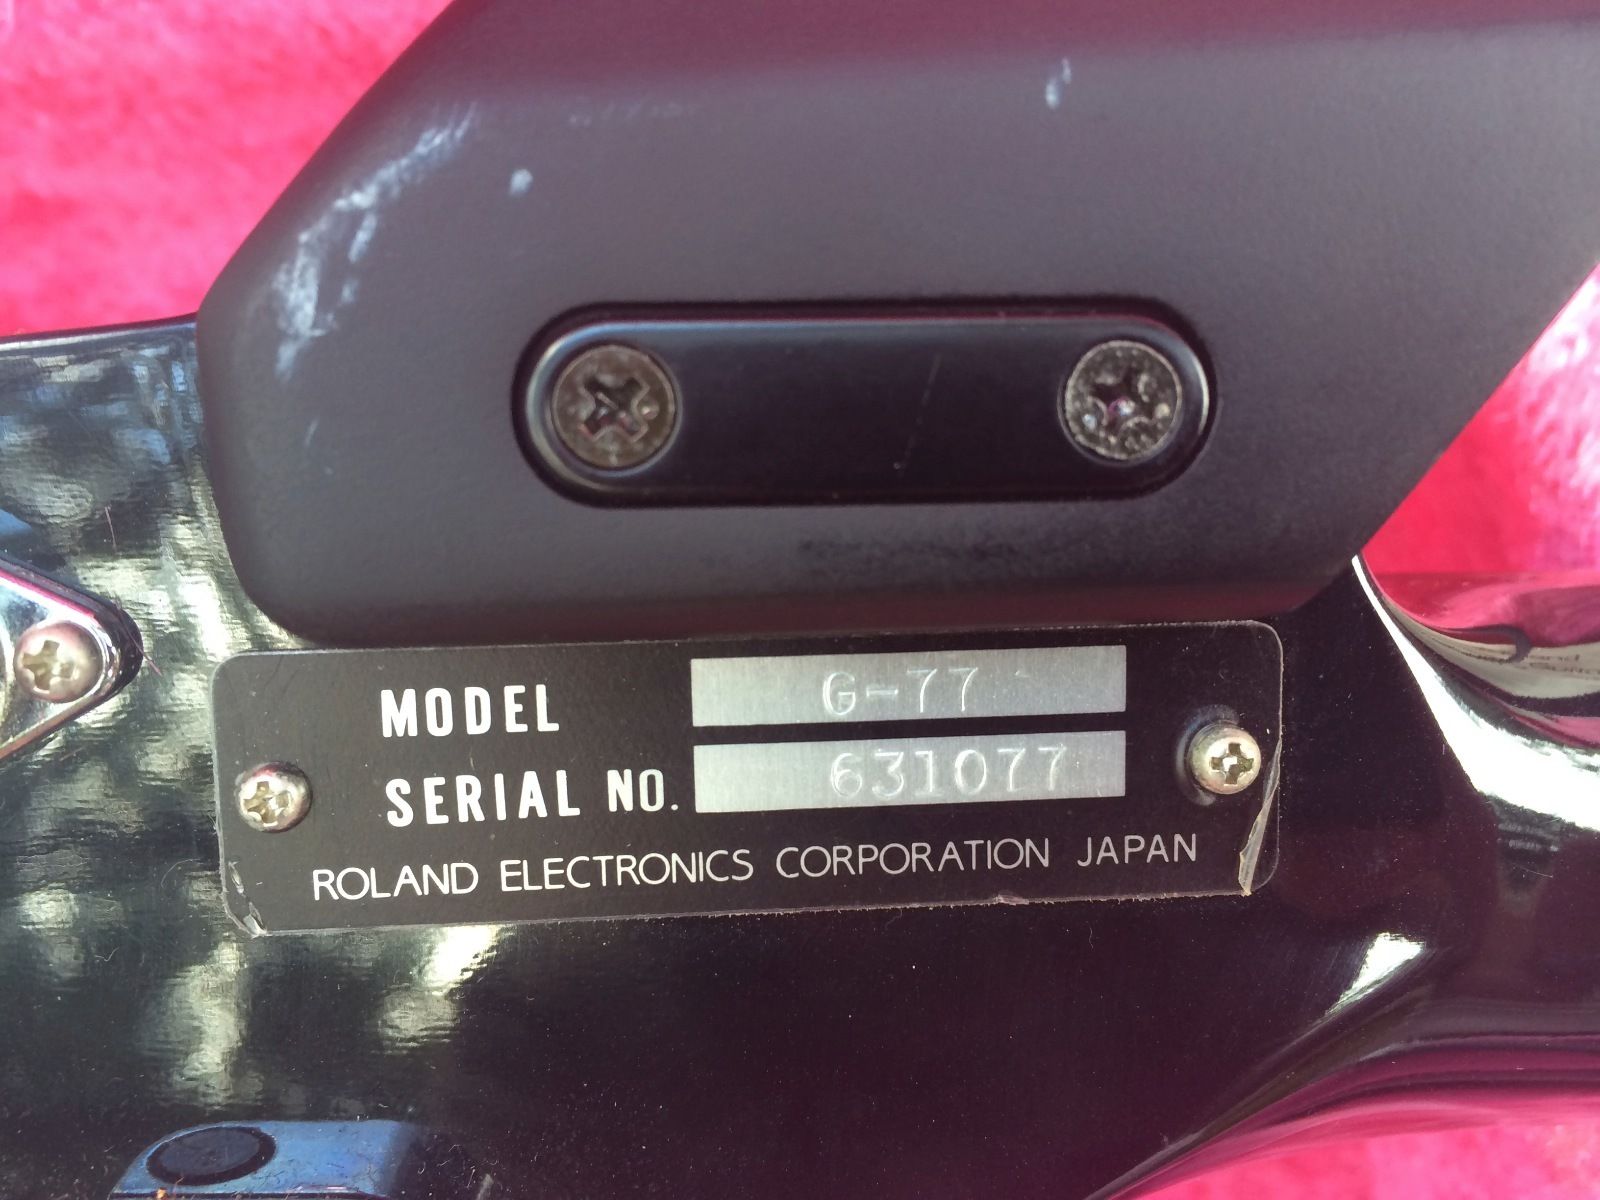 MODEL G-77
SERIAL NO. 631077
ROLAND ELECTRONICS CORPORATION JAPAN